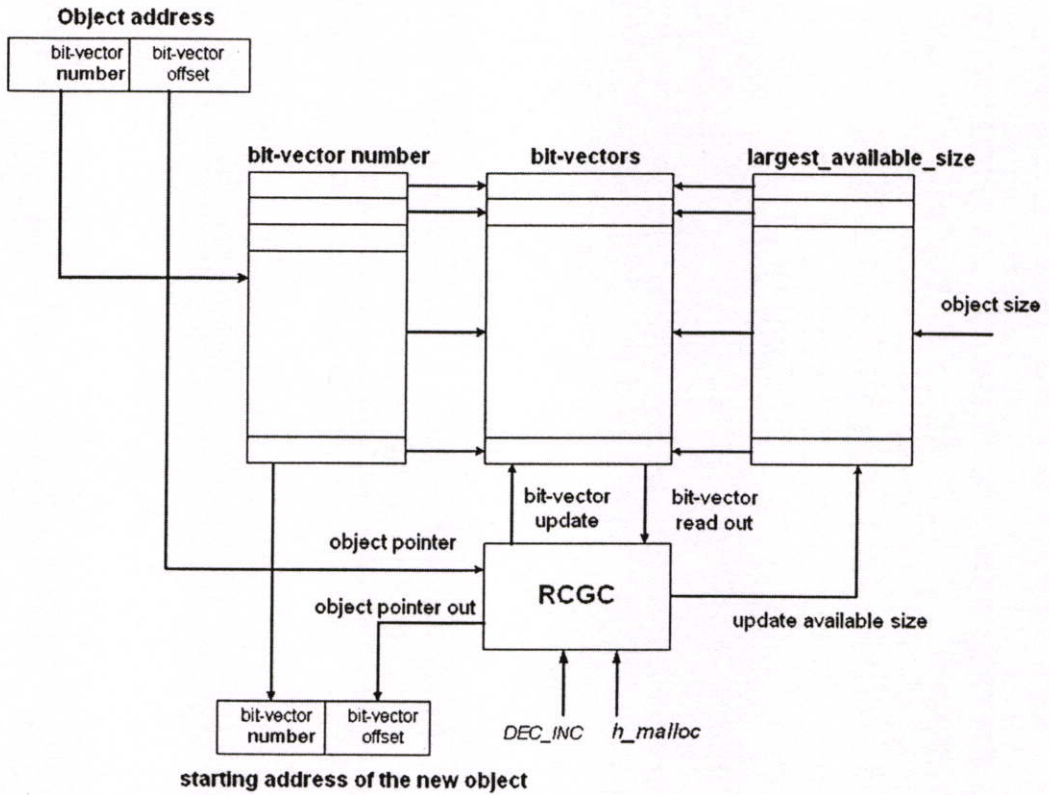 Object address
bit-vector
number
bit-vector
offset
bit-vector number
bit-vectors
largest_available_size
object size
bit-vector
update
bit-vector
read out
object pointer
RCGC
object pointer out
update available size
bit-vector
number
bit-vector
offset
DEC_INC
h_malloc
starting address of the new object